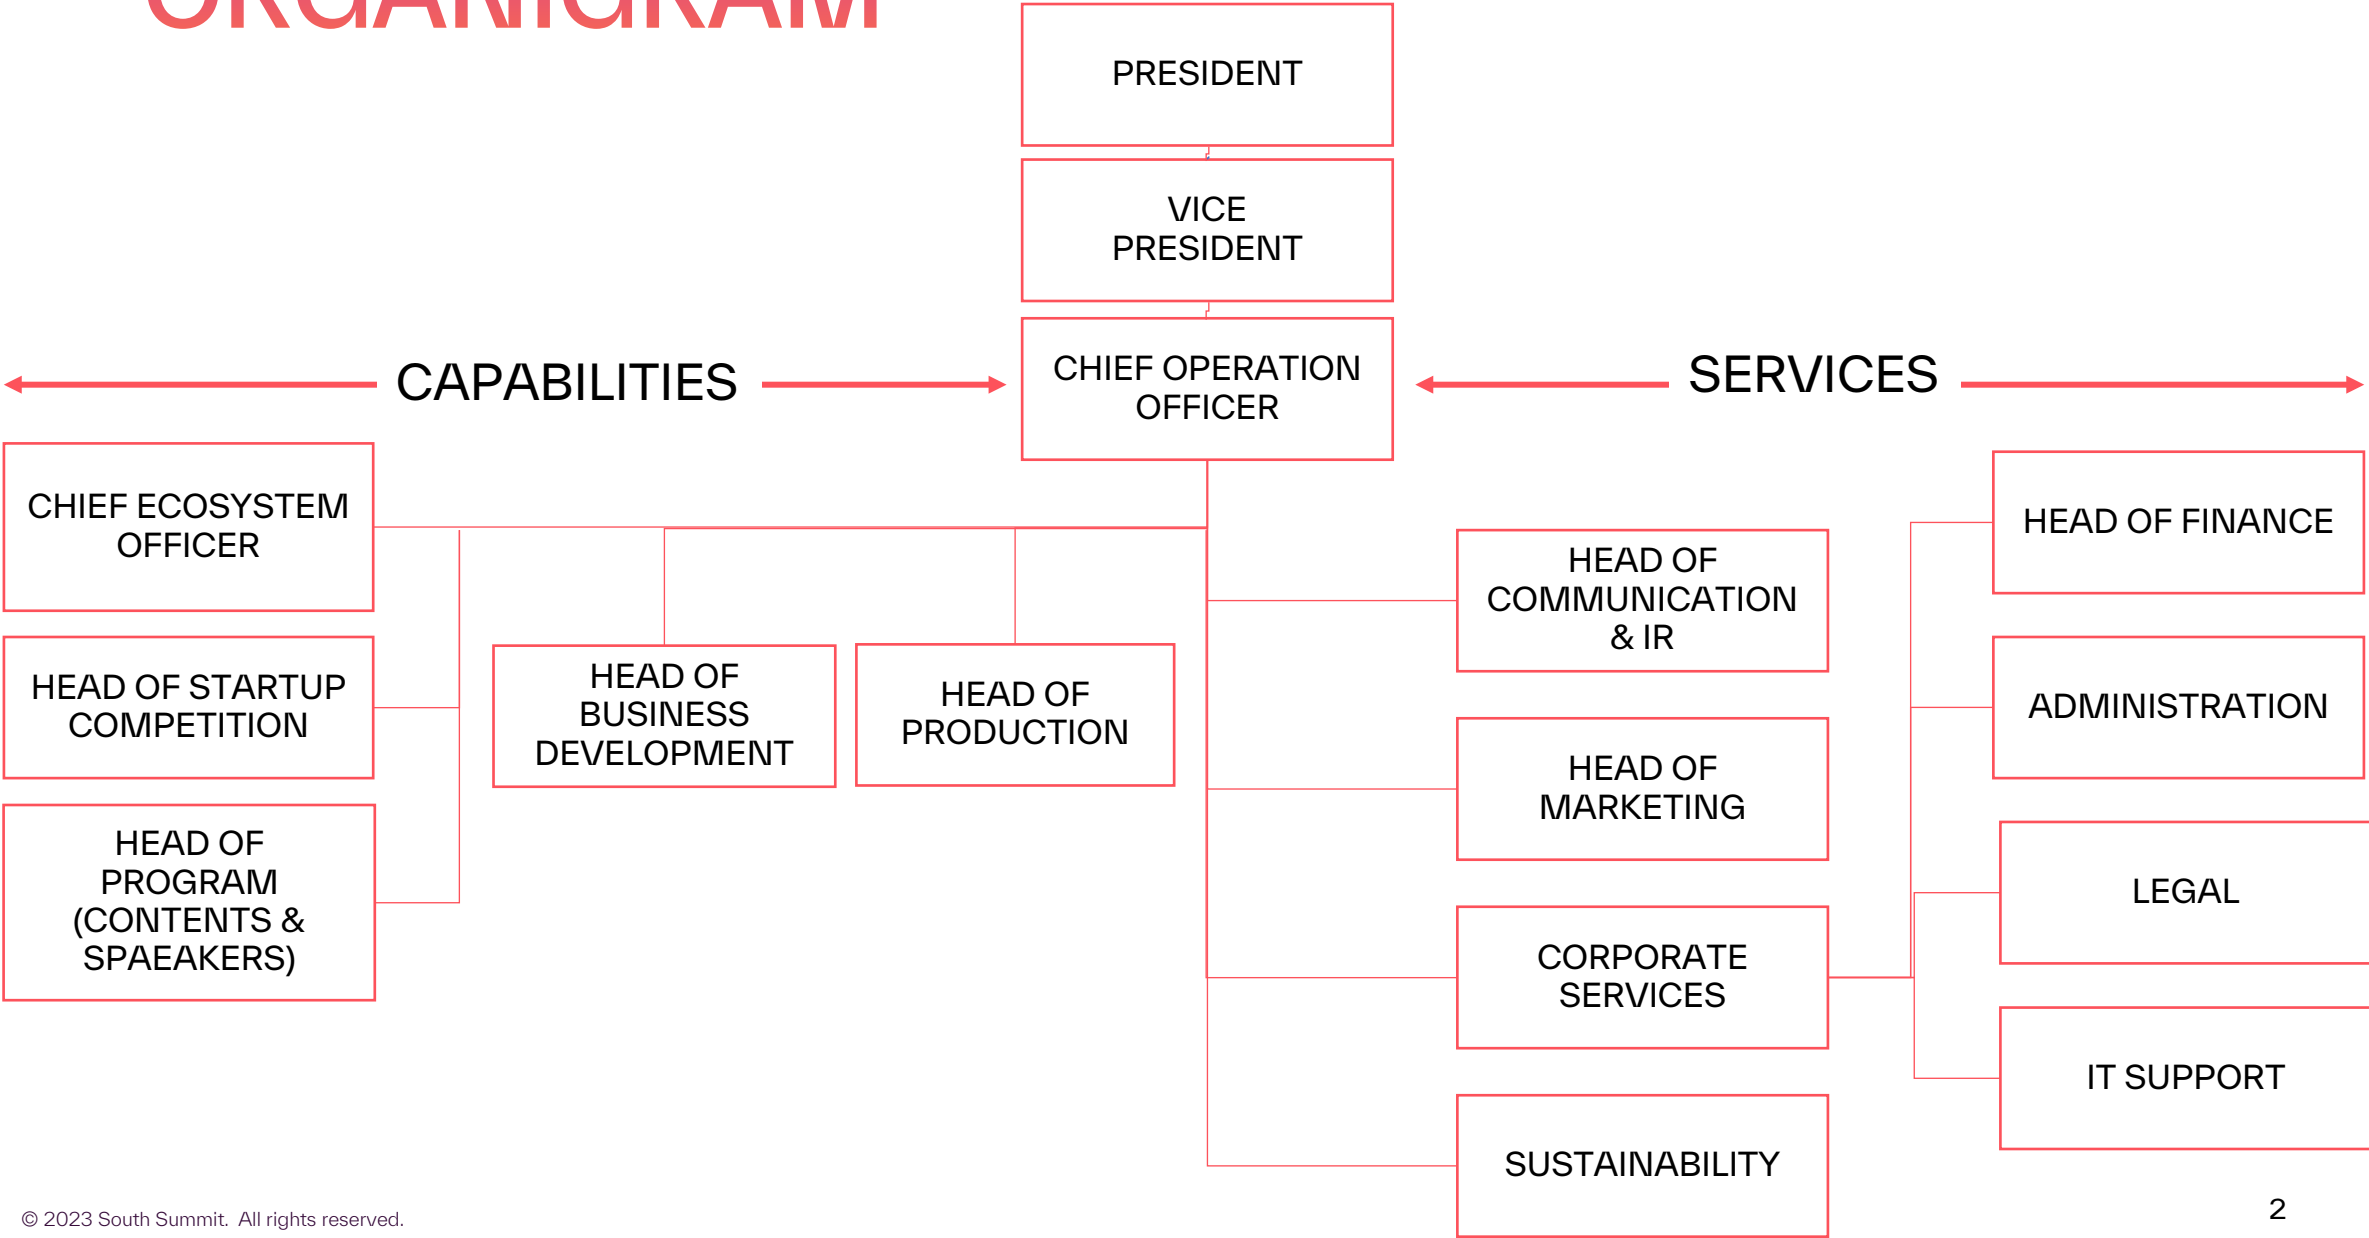 ORGANIGRAM
PRESIDENT
VICE
PRESIDENT
CHIEF OPERATION
OFFICER
CAPABILITIES
SERVICES
CHIEF ECOSYSTEM
OFFICER
HEAD OF STARTUP
COMPETITION
HEAD OF
PROGRAM
(CONTENTS &
SPAEAKERS)
HEAD OF
BUSINESS
DEVELOPMENT
HEAD OF
PRODUCTION
HEAD OF
COMMUNICATION
& IR
HEAD OF
MARKETING
CORPORATE
SERVICES
SUSTAINABILITY
HEAD OF FINANCE
ADMINISTRATION
LEGAL
IT SUPPORT
© 2023 South Summit. All rights reserved.
2